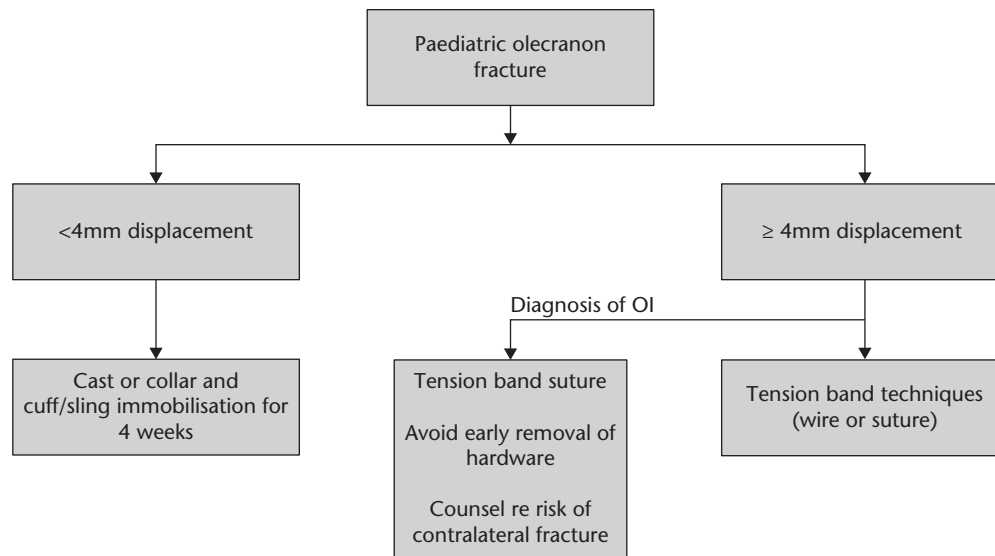 Paediatric olecranon
fracture
<4mm displacement
≥ 4mm displacement
Diagnosis of OI
Cast or collar and
cuff/sling immobilisation for
4 weeks
Tension band suture
Avoid early removal of
hardware
Counsel re risk of
contralateral fracture
Tension band techniques
(wire or suture)